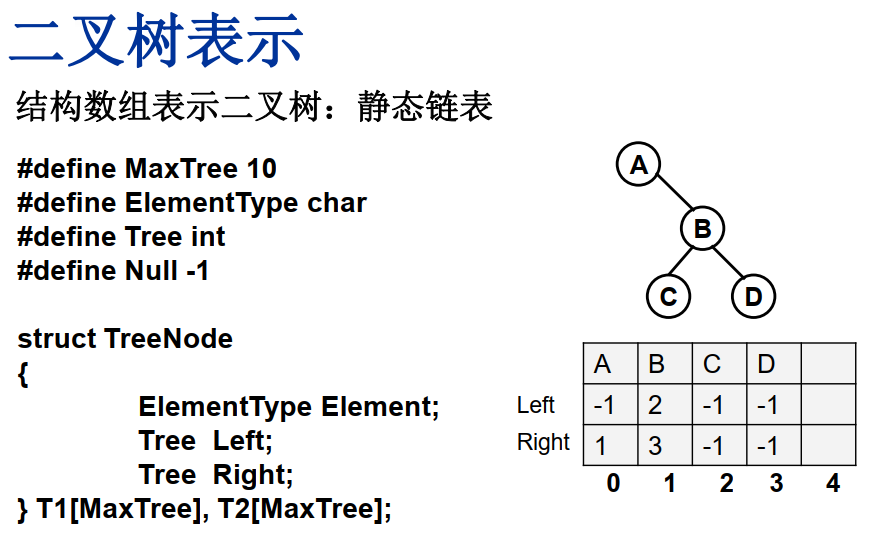 二叉树表示
结构数组表示二叉树：静态链表
#define MaxTree 10
#define ElementType char
#define Tree int
#define Null -1
struct TreeNode
{
ElementType Element;
Tree Left;
Tree Right;
} T1[MaxTree], T2[MaxTree];
A
B
C D
A B C D
Left -1 2 -1 -1
Right 1 3 -1 -1
0 1 2 3 4